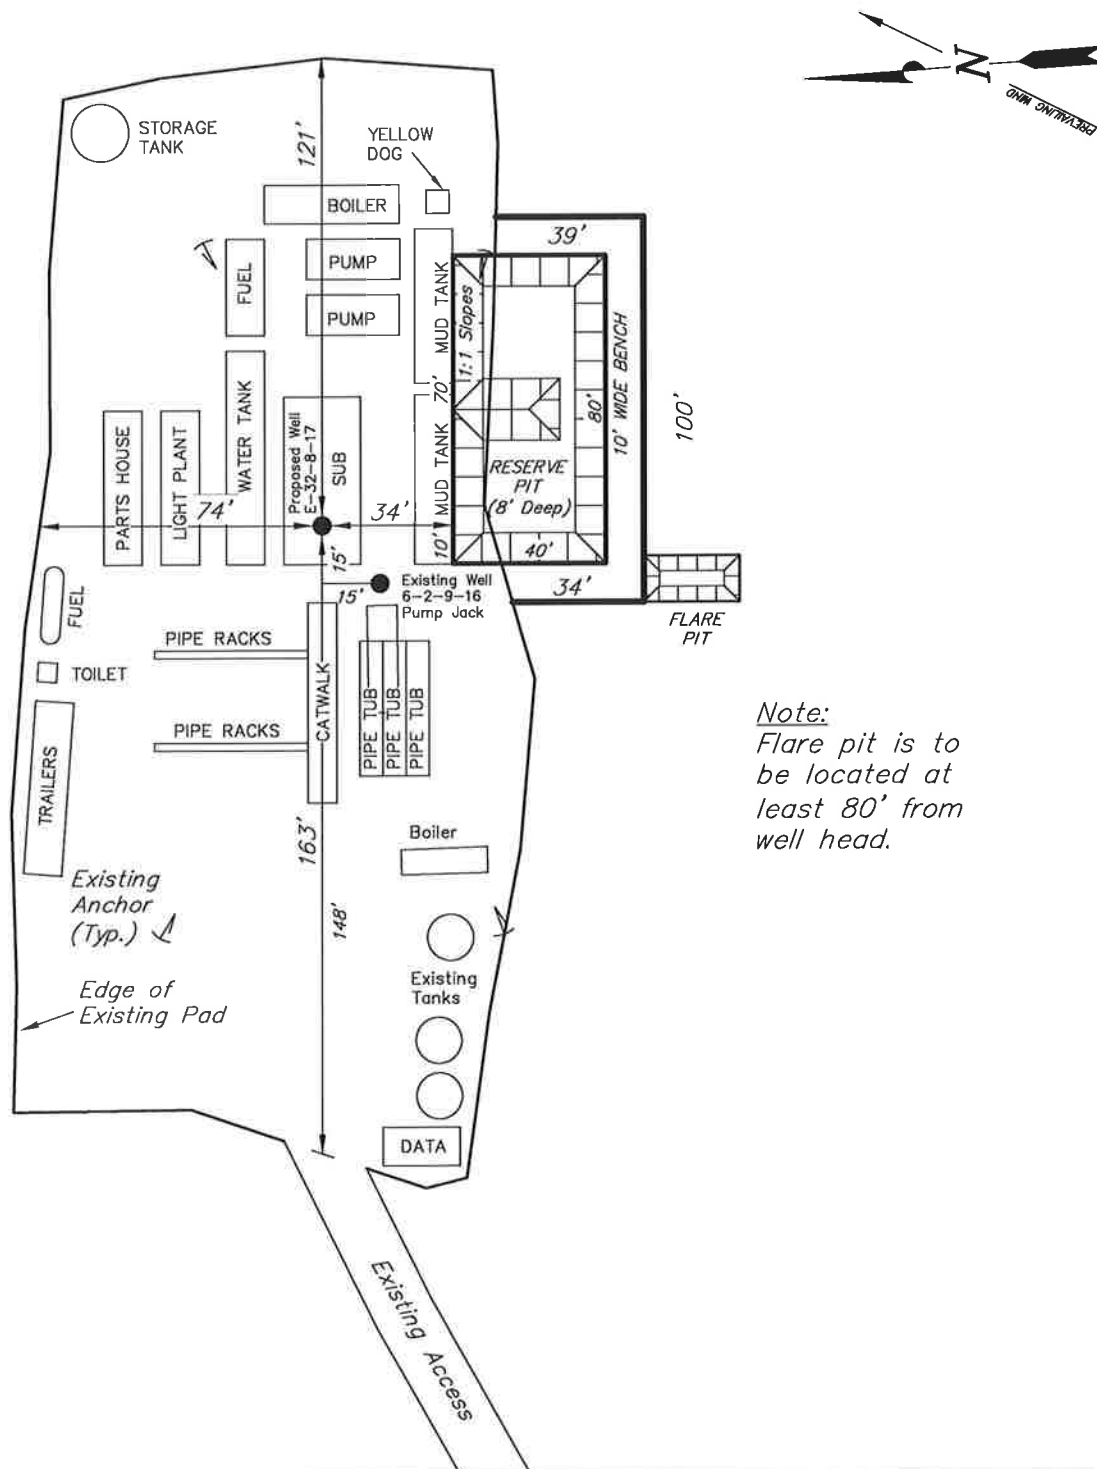 N
PREVAILING WIND
STORAGE
TANK
121'
YELLOW
DOG
BOILER
PUMP
PUMP
FUEL
MUD TANK
1:1 Slopes
39'
10' WIDE BENCH
100'
80'
70'
WATER TANK
PARTS HOUSE
LIGHT PLANT
Proposed Well
E-32-8-17
SUB
MUD TANK
RESERVE
PIT
(8' Deep)
74'
34'
10'
40'
15'
15'
Existing Well
6-2-9-16
Pump Jack
34'
FLARE
PIT
FUEL
PIPE RACKS
TOILET
CATWALK
PIPE TUB
PIPE TUB
PIPE TUB
PIPE RACKS
TRAILERS
Note:
Flare pit is to
be located at
least 80' from
well head.
163'
Boiler
Existing
Anchor
(Typ.)
148'
Existing
Tanks
Edge of
Existing Pad
DATA
Existing Access